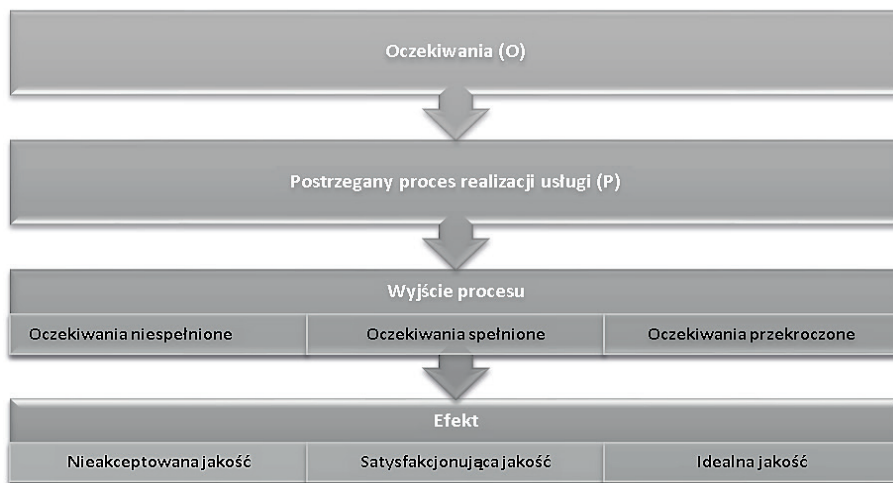 Oczekiwania (O)
Postrzegany proces realizacji usługi (P)
Wyjście procesu
Oczekiwania niespełnione
Oczekiwania spełnione
Oczekiwania przekroczone
Efekt
Nieakceptowana jakość
Satysfakcjonująca jakość
Idealna jakość